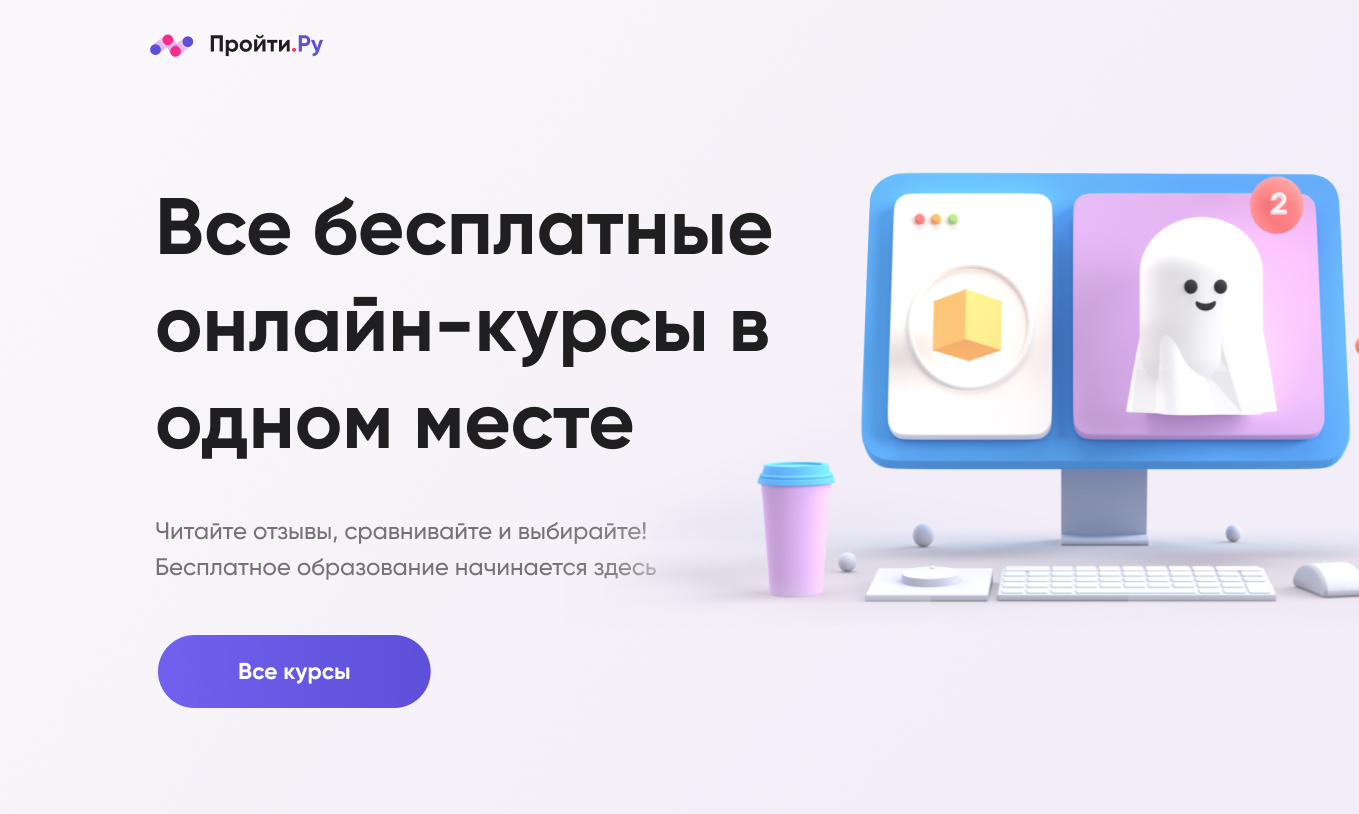 Пройти.Ру
Все бесплатные
онлайн-курсы в
одном месте
2
Читайте отзывы, сравнивайте и выбирайте!
Бесплатное образование начинается здесь
Все курсы